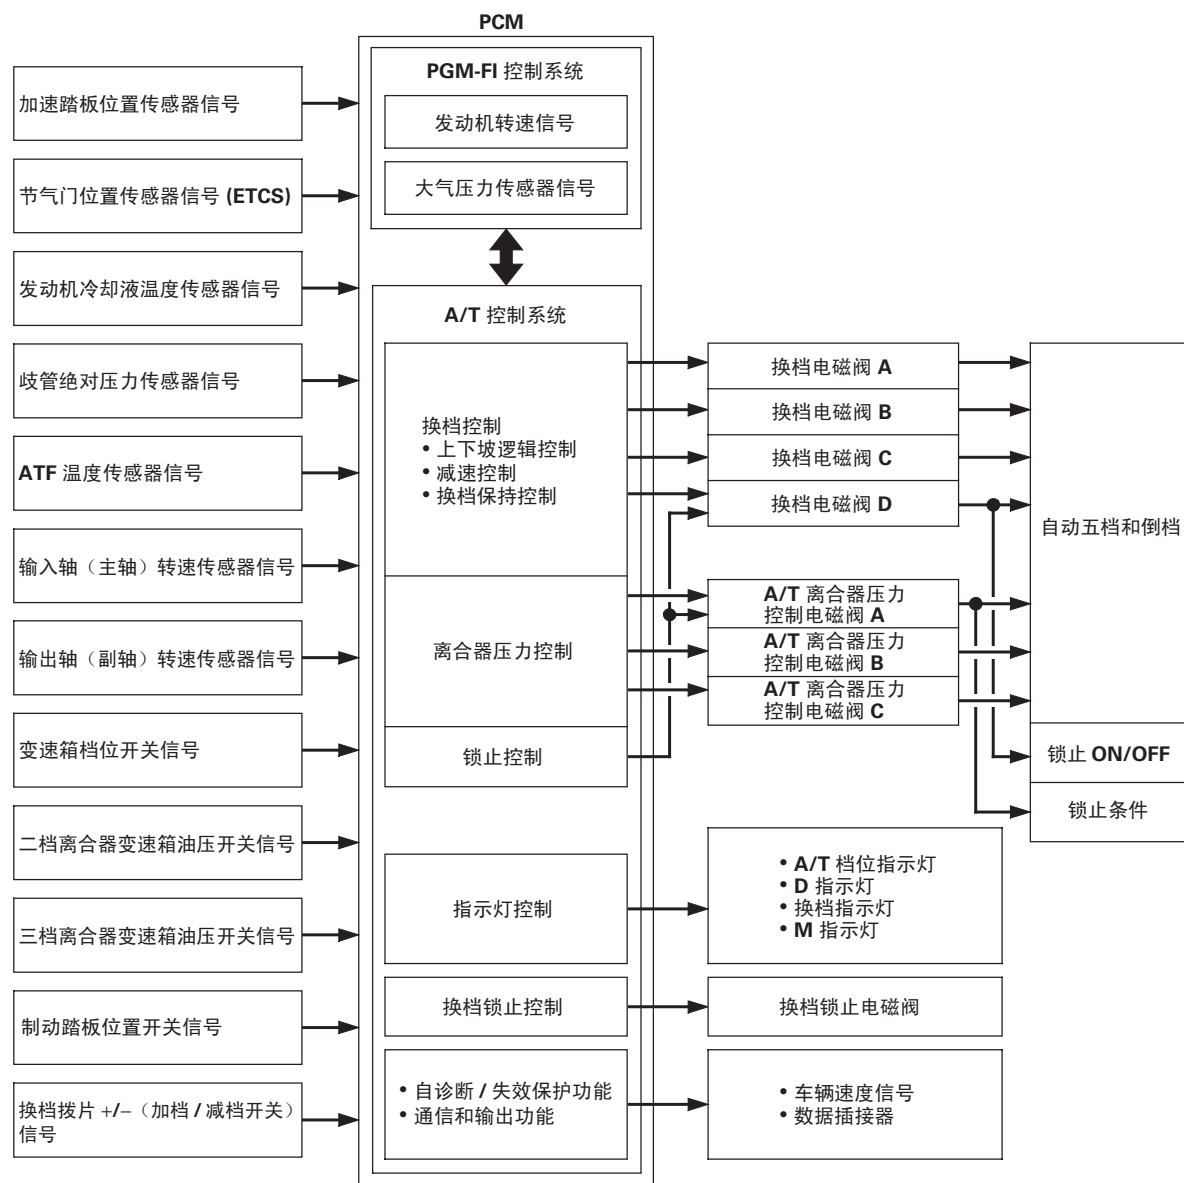 PCM
加速踏板位置传感器信号
节气门位置传感器信号 (ETCS)
发动机冷却液温度传感器信号
歧管绝对压力传感器信号
ATF 温度传感器信号
输入轴（主轴）转速传感器信号
输出轴（副轴）转速传感器信号
变速箱档位开关信号
二档离合器变速箱油压开关信号
三档离合器变速箱油压开关信号
制动踏板位置开关信号
换档拨片 +/−（加档 / 减档开关）
信号
PGM-FI 控制系统
发动机转速信号
大气压力传感器信号
A/T 控制系统
换档控制
• 上下坡逻辑控制
• 减速控制
• 换档保持控制
离合器压力控制
锁止控制
指示灯控制
换档锁止控制
• 自诊断 / 失效保护功能
• 通信和输出功能
换档电磁阀 A
换档电磁阀 B
换档电磁阀 C
换档电磁阀 D
A/T 离合器压力
控制电磁阀 A
A/T 离合器压力
控制电磁阀 B
A/T 离合器压力
控制电磁阀 C
• A/T 档位指示灯
• D 指示灯
• 换档指示灯
• M 指示灯
换档锁止电磁阀
• 车辆速度信号
• 数据插接器
自动五档和倒档
锁止 ON/OFF
锁止条件